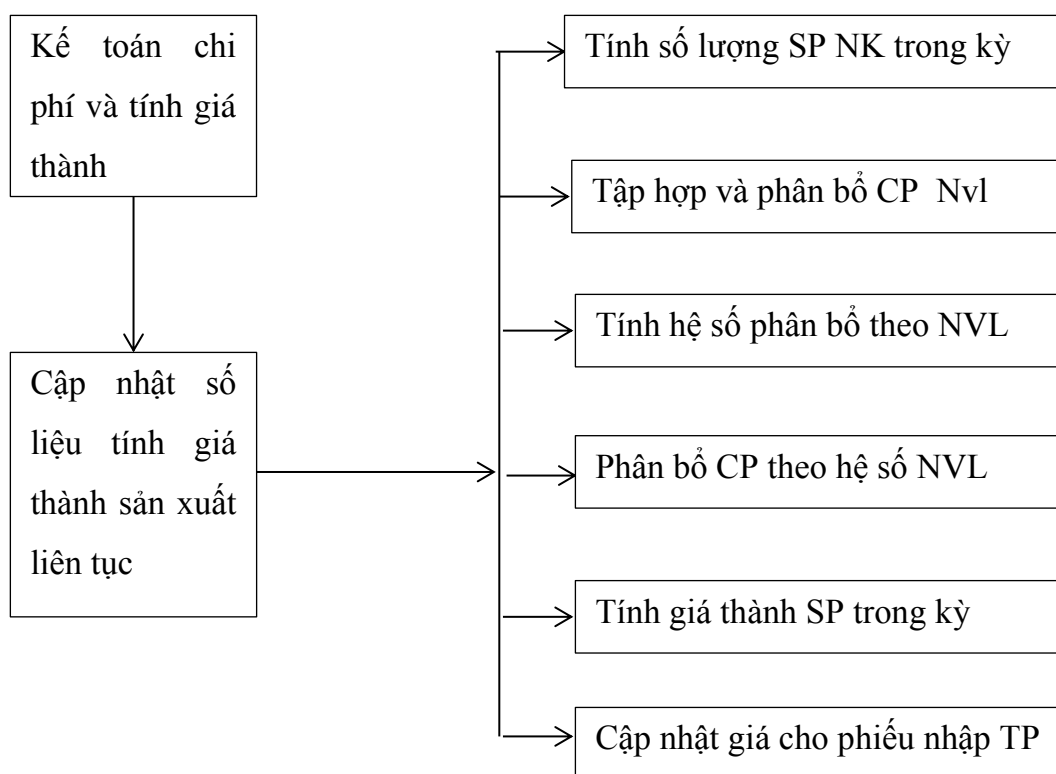 Kế toán chi
phí và tính giá
thành
Cập nhật số
liệu tính giá
thành sản xuất
liên tục
Tính số lượng SP NK trong kỳ
Tập hợp và phân bổ CP Nvl
Tính hệ số phân bổ theo NVL
Phân bổ CP theo hệ số NVL
Tính giá thành SP trong kỳ
Cập nhật giá cho phiếu nhập TP